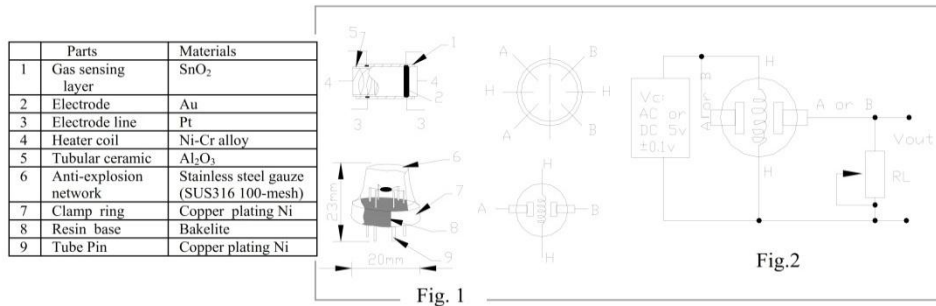 Parts Materials
1 Gas sensing layer SnO₂
2 Electrode Au
3 Electrode line Pt
4 Heater coil Ni-Cr alloy
5 Tubular ceramic Al₂O₃
6 Anti-explosion network Stainless steel gauze (SUS316 100-mesh)
7 Clamp ring Copper plating Ni
8 Resin base Bakelite
9 Tube Pin Copper plating Ni
5 1
4 4
2
3 3
A B
H H
A B
6
23mm
7
8
9
20mm
H
A B
H
Fig. 1
H
Vc:
AC or
DC 5v
±0.1v
A or B
A or B
Vout
RL
H
Fig.2